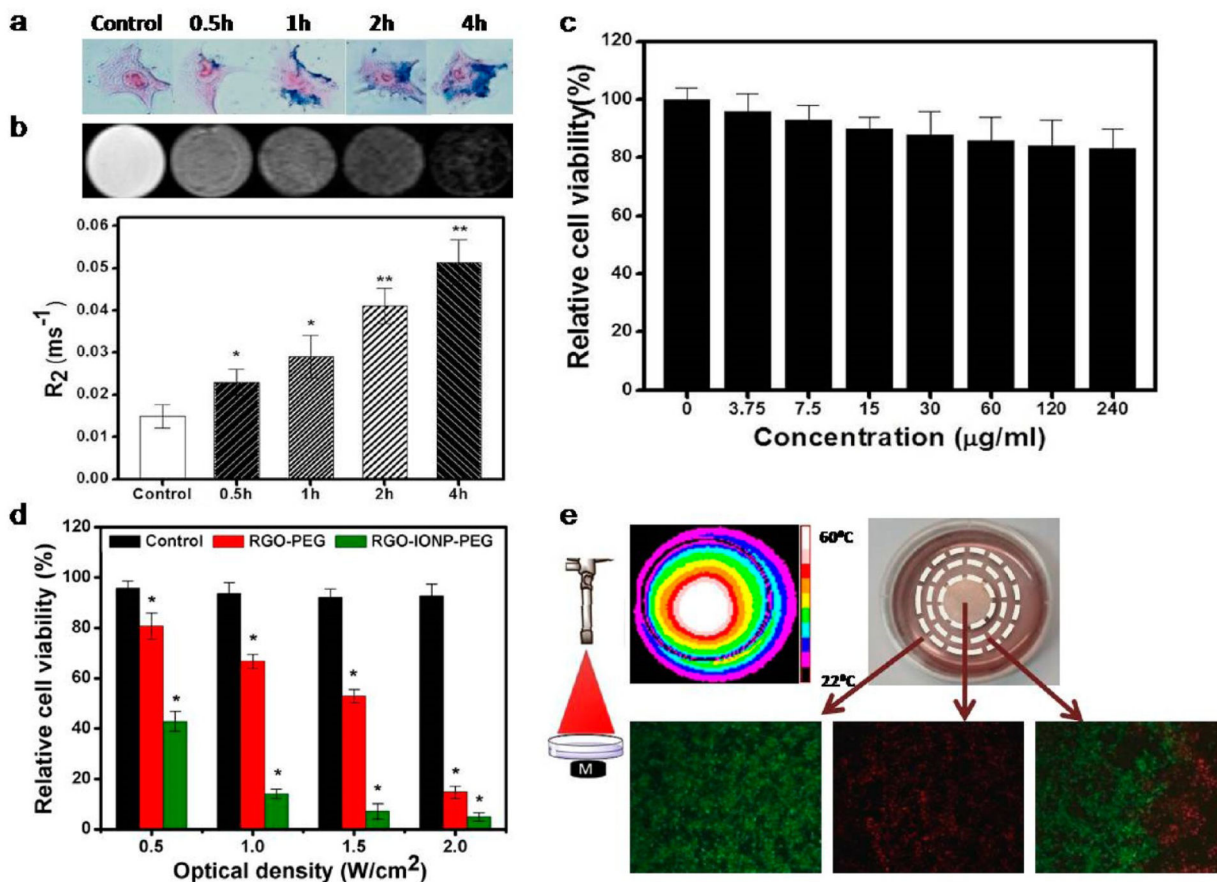 a
Control 0.5h 1h 2h 4h
b
0.06
0.05
0.04
0.03
0.02
0.01
0.00
R2 (ms-1)
*
*
**
**
Control 0.5h 1h 2h 4h
c
120
100
80
60
40
20
0
Relative cell viability(%)
0 3.75 7.5 15 30 60 120 240
Concentration (μg/ml)
d
120
100
80
60
40
20
0
Relative cell viability (%)
Control RGO-PEG RGO-IONP-PEG
* * * *
* * * *
0.5 1.0 1.5 2.0
Optical density (W/cm2)
e
60°C
22°C
M